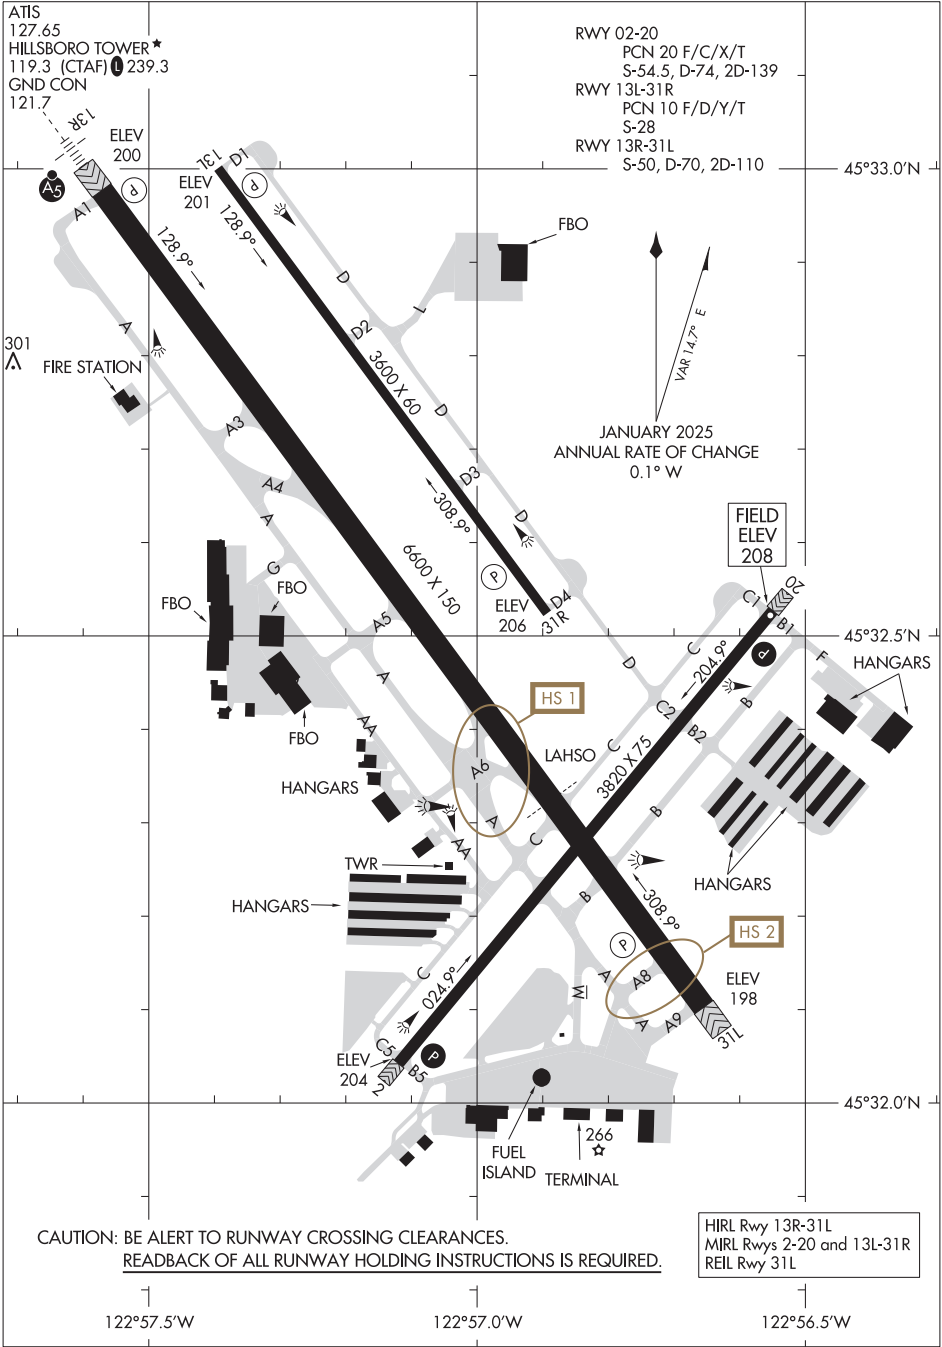 ATIS
127.65
HILLSBORO TOWER
119.3 (CTAF) L 239.3
GND CON
121.7
RWY 02-20
PCN 20 F/C/X/T
S-54.5, D-74, 2D-139
RWY 13L-31R
PCN 10 F/D/Y/T
S-28
RWY 13R-31L
S-50, D-70, 2D-110
13R
ELEV
200
A5
P
A1
128.9°
13L
D1
ELEV
201
P
128.9°
45°33.0'N
FBO
D
L
D2
3600 X 60
VAR 14.7° E
JANUARY 2025
ANNUAL RATE OF CHANGE
0.1° W
301
A
FIRE STATION
A3
A4
A
D
D3
308.9°
D
FIELD
ELEV
208
G
FBO
FBO
FBO
6600 X 150
P
ELEV
206
D4
31R
20
C1
B1
F
45°32.5'N
HANGARS
A5
A
AA
D
C
204.9°
P
B
C2
B2
HS 1
A6
LAHSO
C
3820 X 75
B
HANGARS
A
AA
C
TWR
HANGARS
HANGARS
B
308.9°
HS 2
P
A
A8
ELEV
198
M
A
A9
31L
C
024.9°
C5
B5
P
ELEV
204
2
45°32.0'N
FUEL
ISLAND
TERMINAL
266
CAUTION: BE ALERT TO RUNWAY CROSSING CLEARANCES.
READBACK OF ALL RUNWAY HOLDING INSTRUCTIONS IS REQUIRED.
HIRL Rwy 13R-31L
MIRL Rwys 2-20 and 13L-31R
REIL Rwy 31L
122°57.5'W
122°57.0'W
122°56.5'W